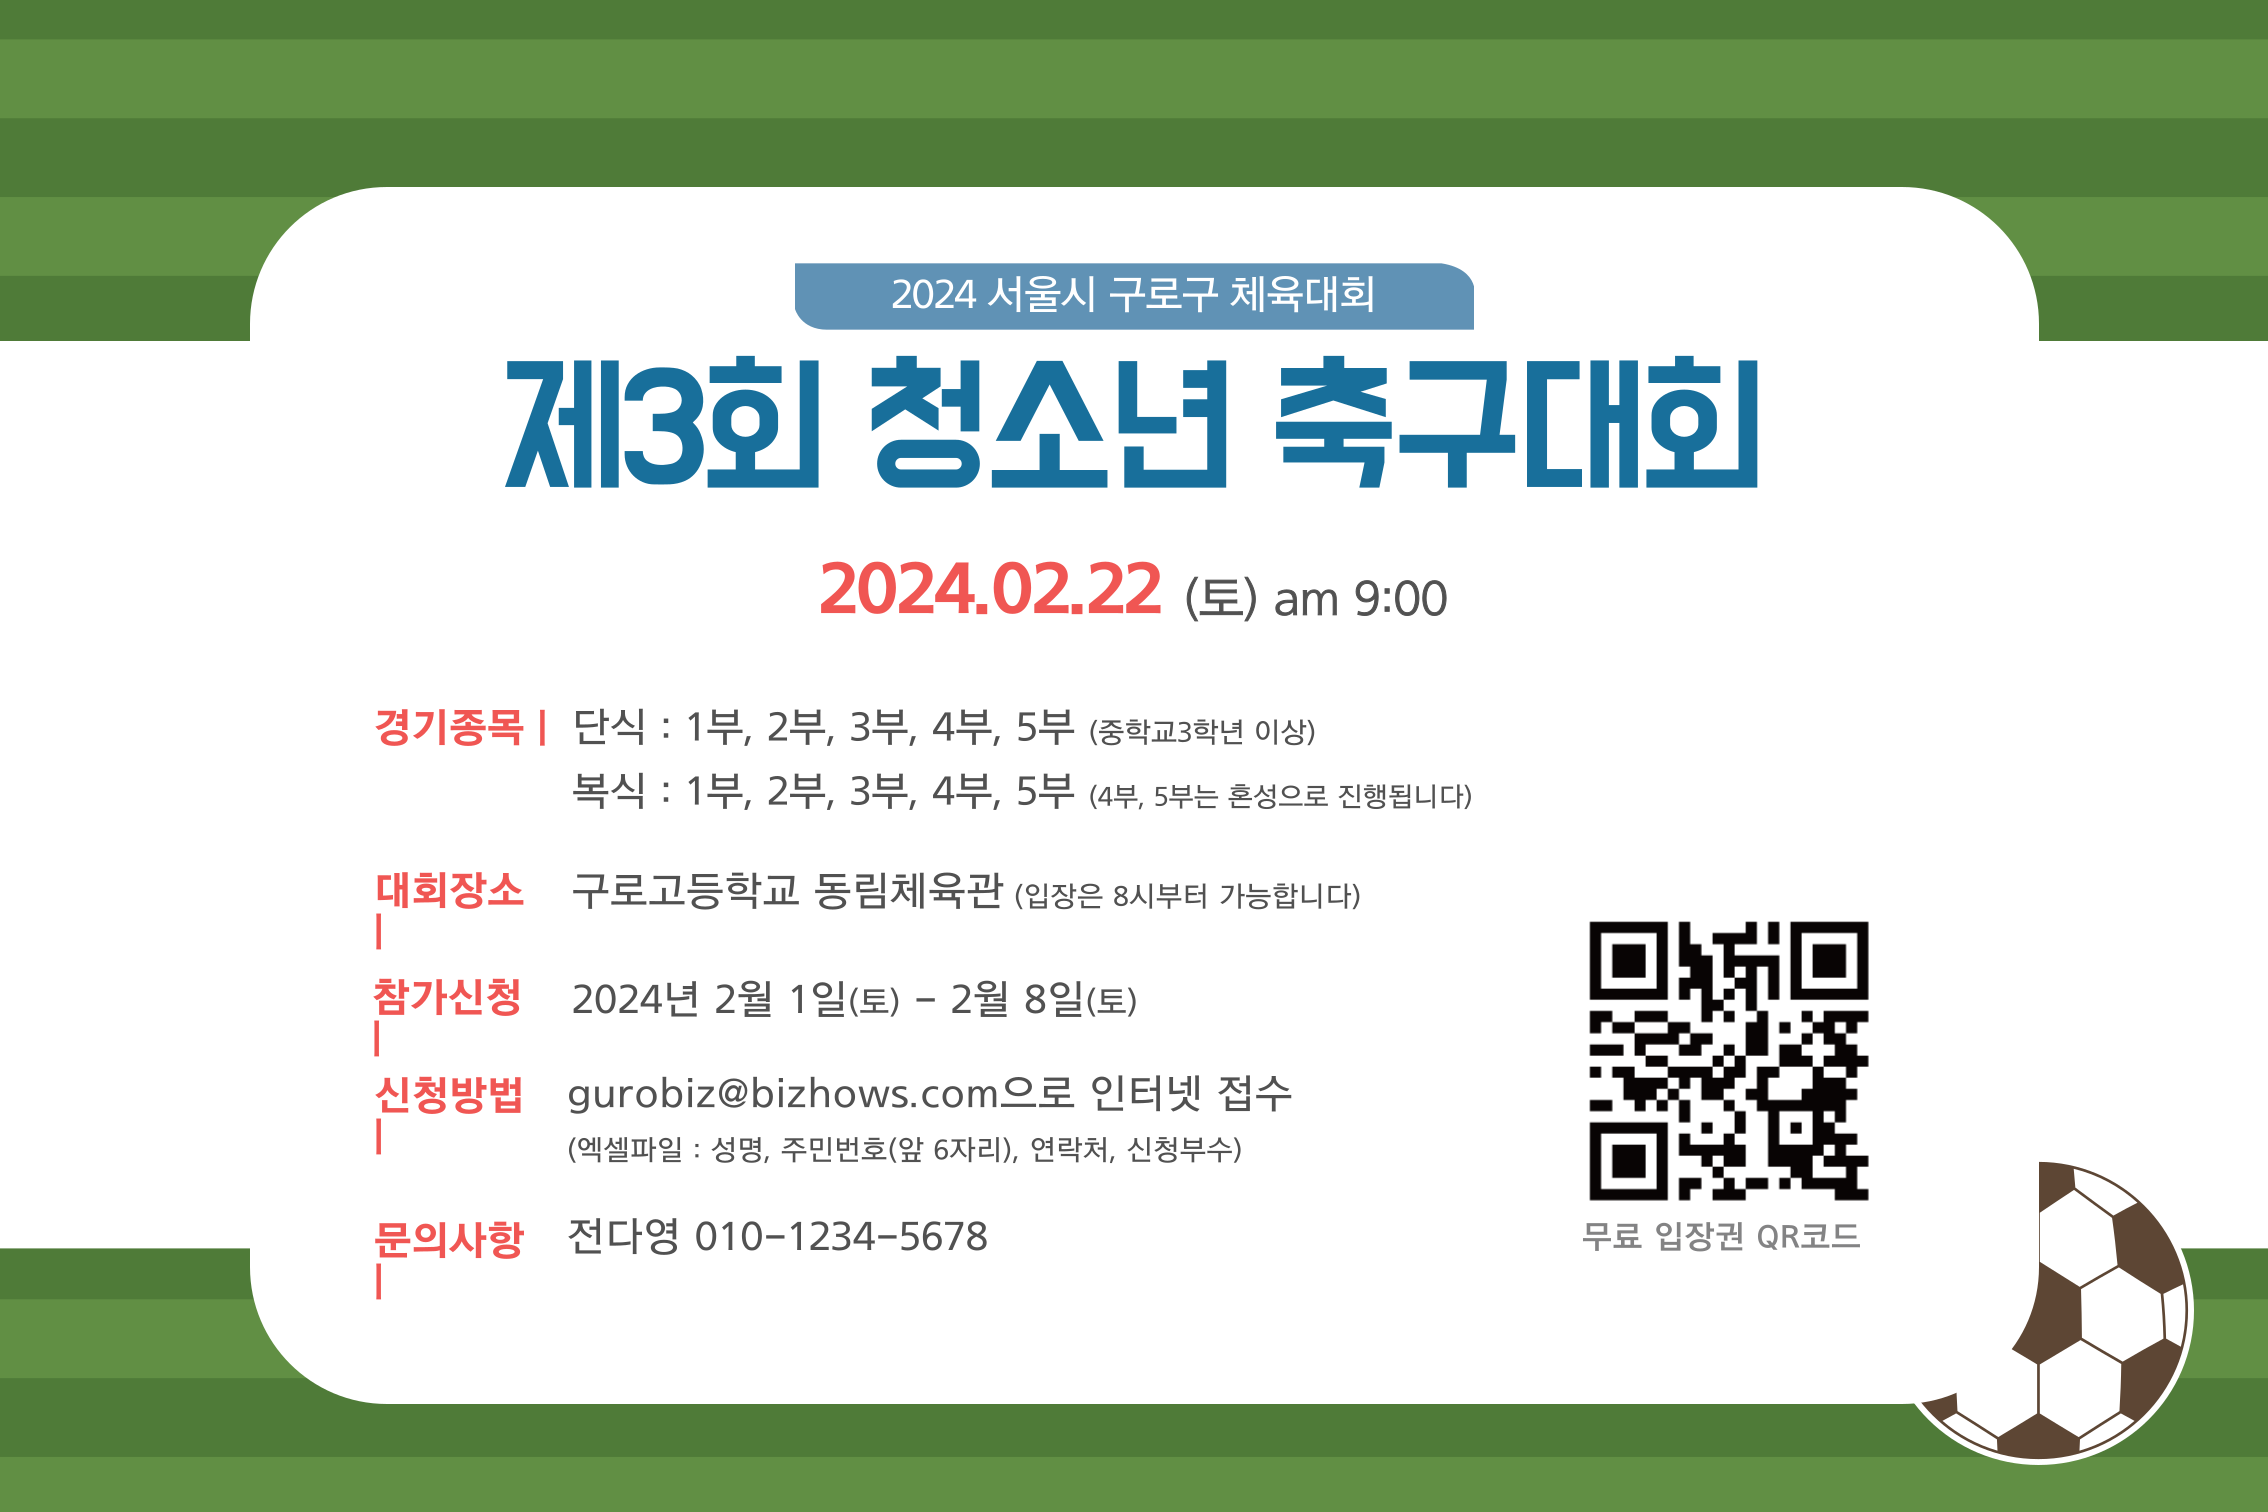 2024 서울시 구로구 체육대회
제3회 청소년 축구대회
2024.02.22 (토) am 9:00
경기종목 | 단식 : 1부, 2부, 3부, 4부, 5부 (중학교3학년 이상)
복식 : 1부, 2부, 3부, 4부, 5부 (4부, 5부는 혼성으로 진행됩니다)
대회장소 | 구로고등학교 동림체육관 (입장은 8시부터 가능합니다)
참가신청 | 2024년 2월 1일(토) - 2월 8일(토)
신청방법 | gurobiz@bizhows.com으로 인터넷 접수
(엑셀파일 : 성명, 주민번호(앞 6자리), 연락처, 신청부수)
문의사항 | 전다영 010-1234-5678
무료 입장권 QR코드